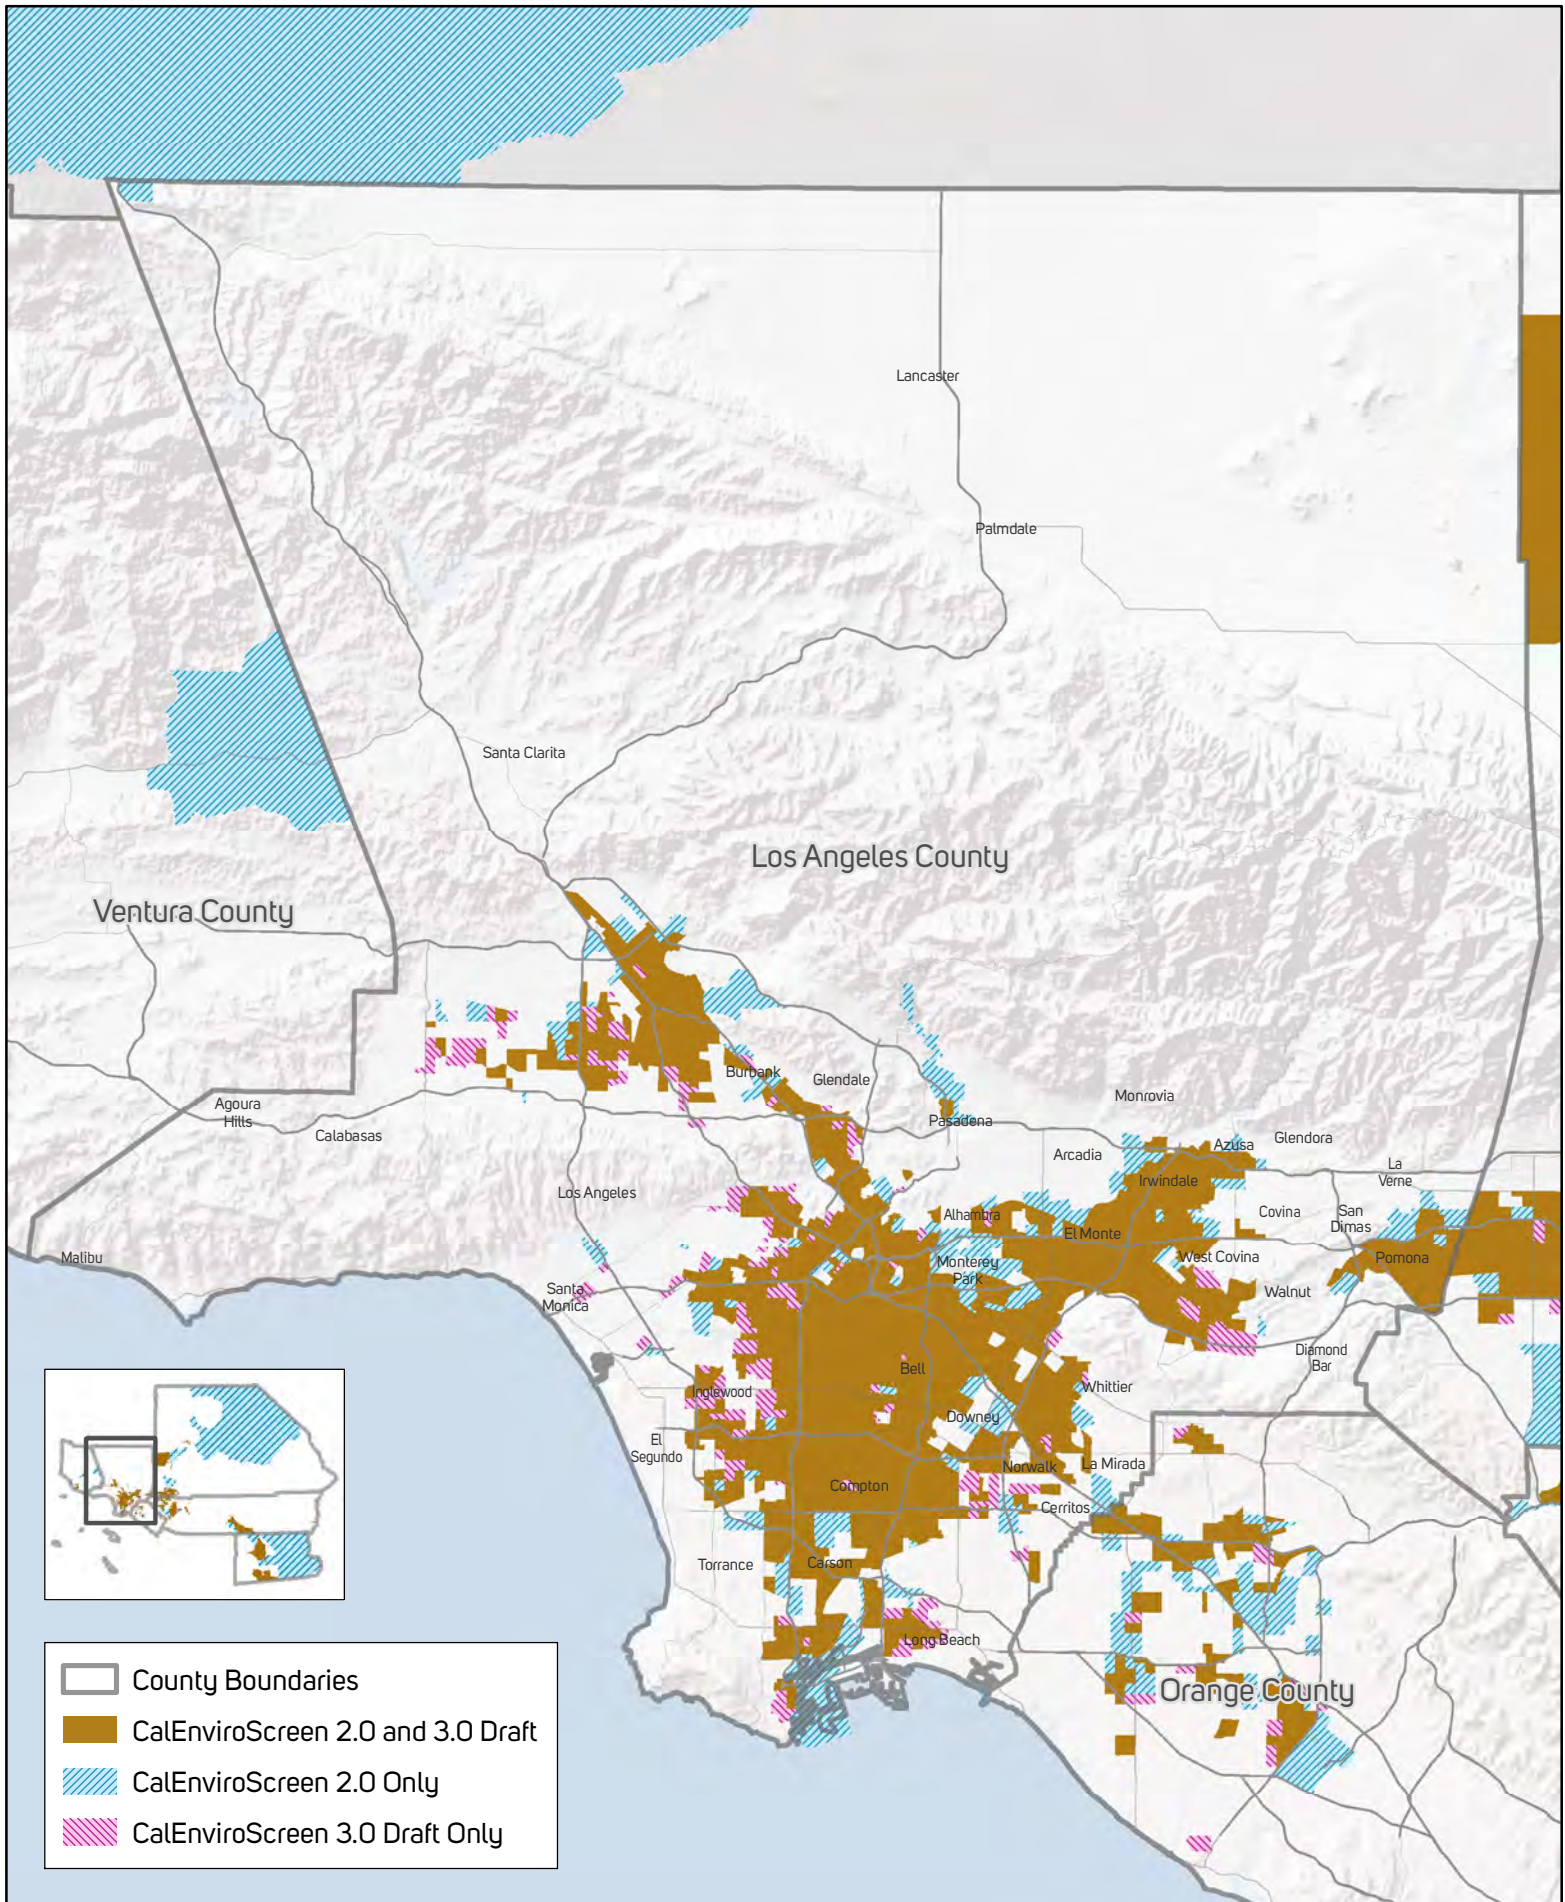 Lancaster
Palmdale
Santa Clarita
Los Angeles County
Ventura County
Burbank
Glendale
Monrovia
Agoura
Hills
Calabasas
Pasadena
Arcadia
Azusa
Glendora
La
Verne
Irwindale
Los Angeles
Alhambra
El Monte
Covina
San
Dimas
Malibu
Monterey
Park
West Covina
Pomona
Santa
Monica
Walnut
Diamond
Bar
Bell
Inglewood
Whittier
Downey
El
Segundo
Norwalk
La Mirada
Compton
Cerritos
Torrance
Carson
Long Beach
Orange County
County Boundaries
CalEnviroScreen 2.0 and 3.0 Draft
CalEnviroScreen 2.0 Only
CalEnviroScreen 3.0 Draft Only